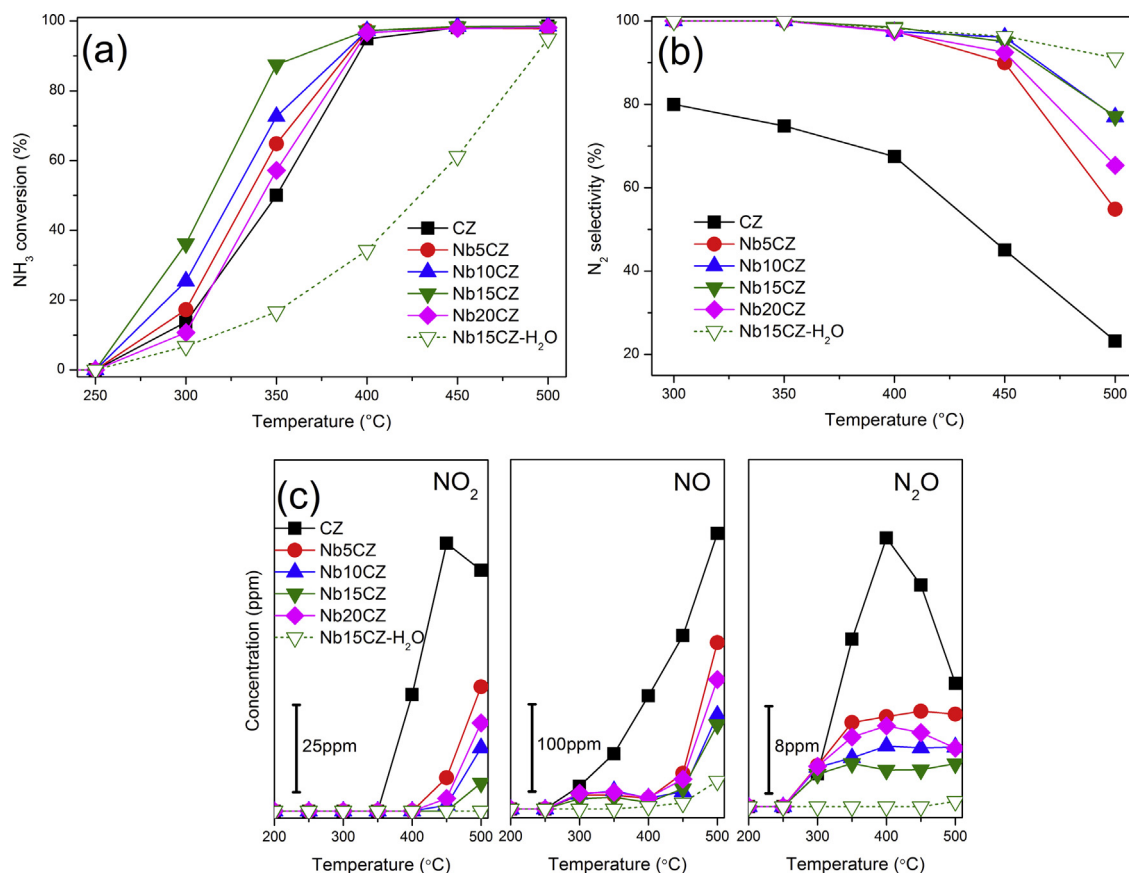 (a)
NH3 conversion (%)
100
80
60
40
20
0
CZ
Nb5CZ
Nb10CZ
Nb15CZ
Nb20CZ
Nb15CZ-H2O
250 300 350 400 450 500
Temperature (°C)
(b)
N2 selectivity (%)
100
80
60
40
20
CZ
Nb5CZ
Nb10CZ
Nb15CZ
Nb20CZ
Nb15CZ-H2O
300 350 400 450 500
Temperature (°C)
(c)
Concentration (ppm)
NO2
CZ
Nb5CZ
Nb10CZ
Nb15CZ
Nb20CZ
Nb15CZ-H2O
25ppm
200 300 400 500
Temperature (°C)
NO
100ppm
200 300 400 500
Temperature (°C)
N2O
8ppm
200 300 400 500
Temperature (°C)